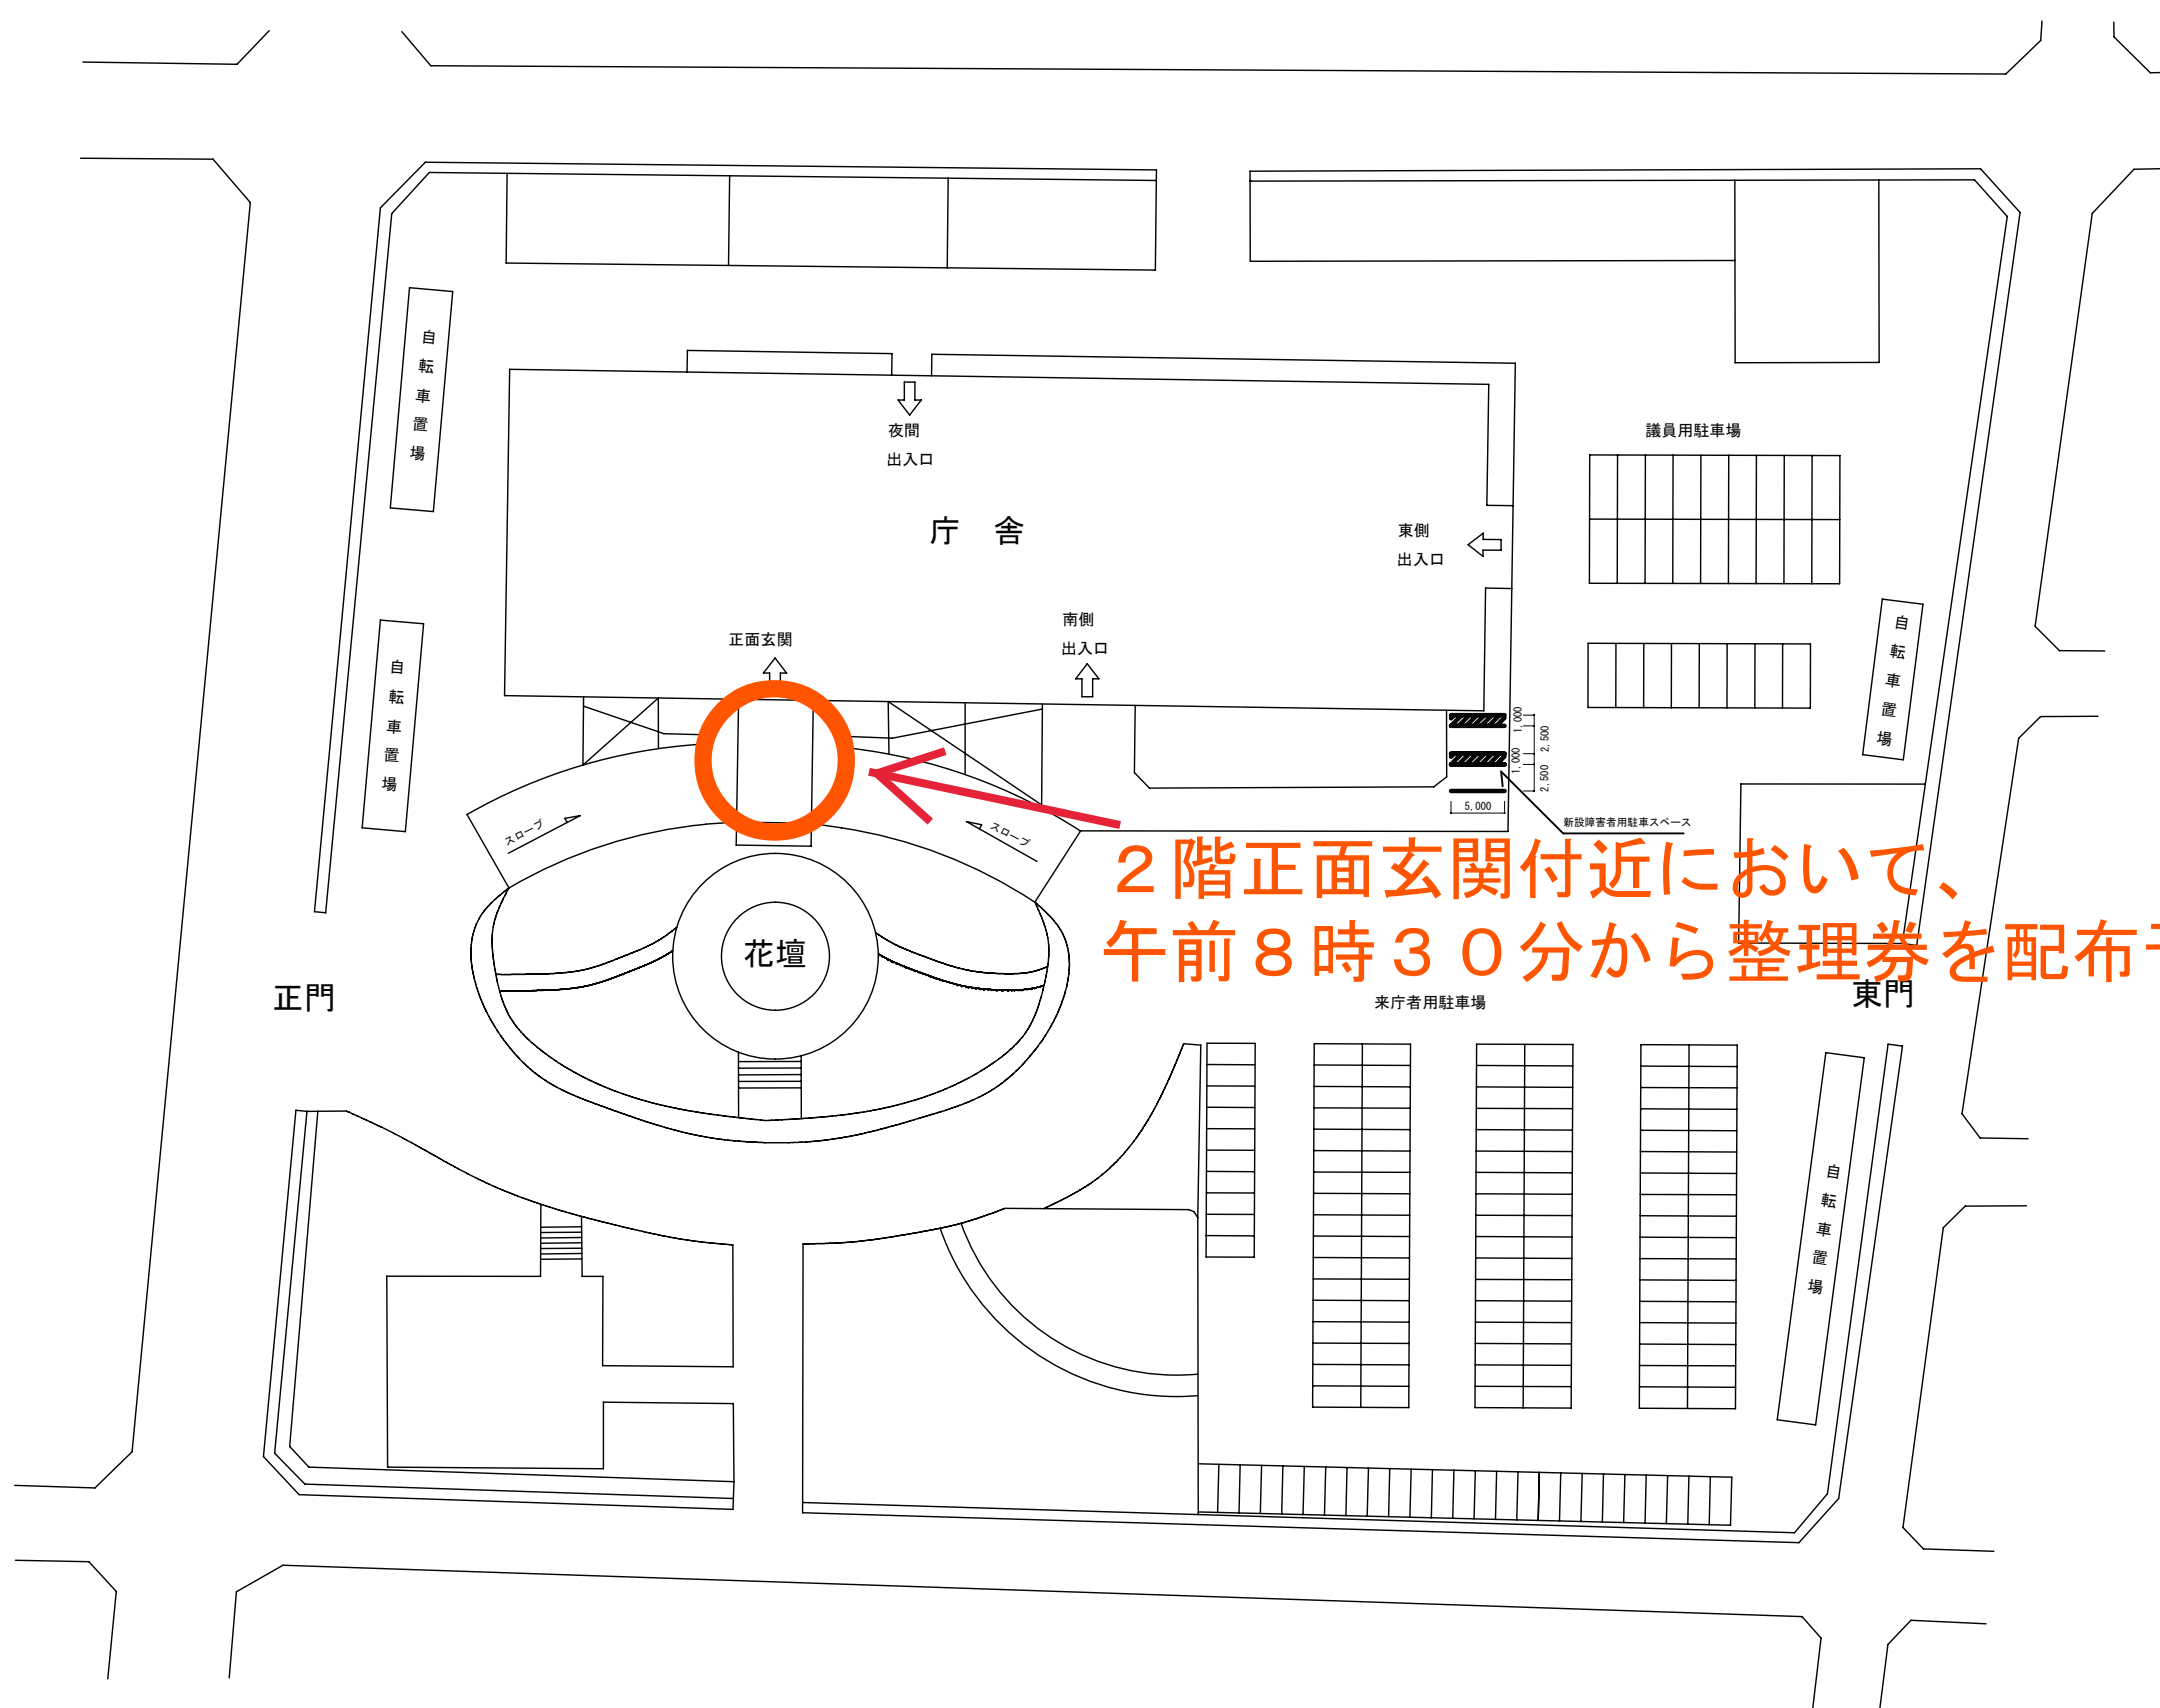 自転車置場
夜間
出入口
議員用駐車場
庁　舎
東側
出入口
自転車置場
正面玄関
南側
出入口
自転車置場
1,000
2,500
1,000
2,500
5,000
新設障害者用駐車スペース
スロープ
スロープ
２階正面玄関付近において、
午前８時３０分から整理券を配布
花壇
正門
東門
来庁者用駐車場
自転車置場